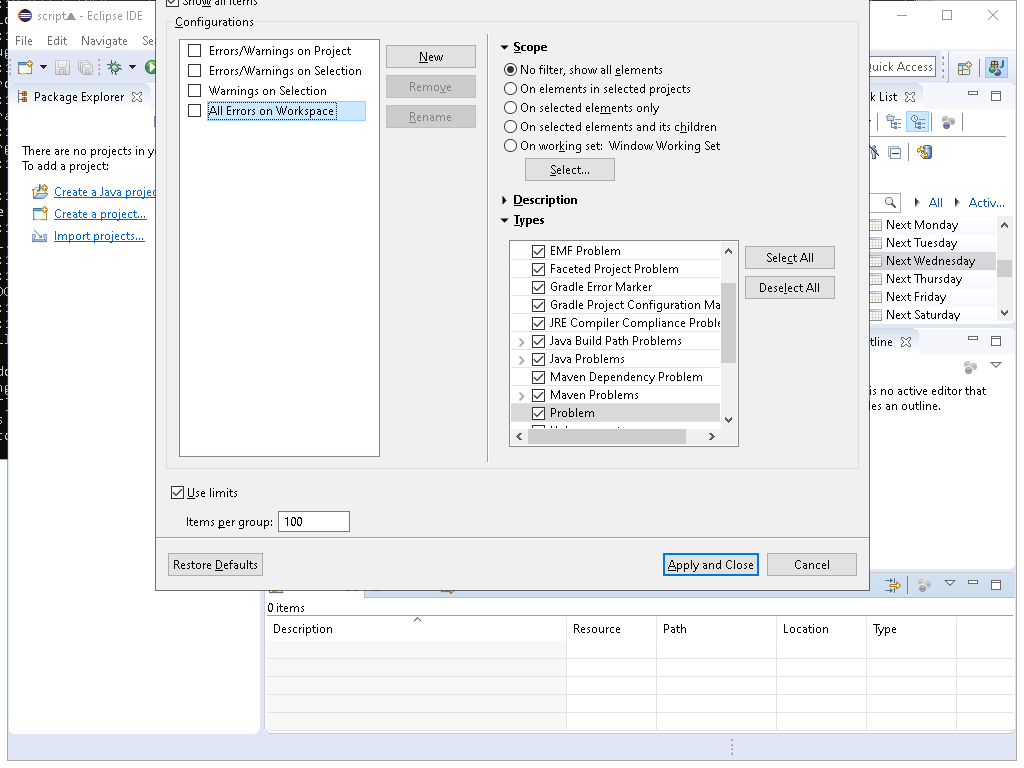 script - Eclipse IDE
Show all items
File Edit Navigate
Configurations
Errors/Warnings on Project
Errors/Warnings on Selection
Warnings on Selection
All Errors on Workspace
New
Remove
Rename
Scope
No filter, show all elements
On elements in selected projects
On selected elements only
On selected elements and its children
On working set: Window Working Set
Select...
Description
Types
EMF Problem
Faceted Project Problem
Gradle Error Marker
Gradle Project Configuration Ma
JRE Compiler Compliance Proble
Java Build Path Problems
Java Problems
Maven Dependency Problem
Maven Problems
Problem
Select All
Deselect All
Use limits
Items per group: 100
Restore Defaults
Apply and Close
Cancel
Package Explorer
There are no projects in y
To add a project:
Create a Java projec
Create a project...
Import projects...
Quick Access
k List
All Activ...
Next Monday
Next Tuesday
Next Wednesday
Next Thursday
Next Friday
Next Saturday
tline
is no active editor that
les an outline.
0 items
Description Resource Path Location Type